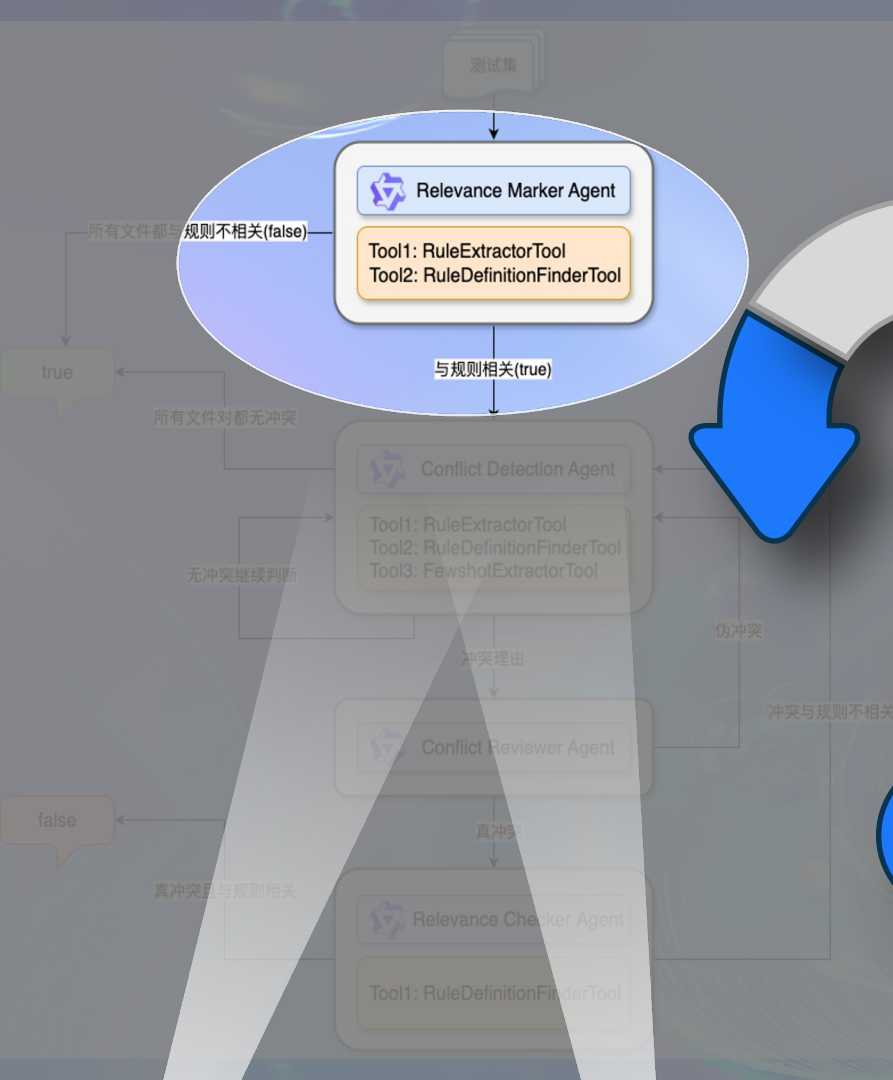 测试集
Relevance Marker Agent
所有文件都与规则不相关(false)
Tool1: RuleExtractorTool
Tool2: RuleDefinitionFinderTool
与规则相关(true)
true
所有文件对都无冲突
Conflict Detection Agent
Tool1: RuleExtractorTool
Tool2: RuleDefinitionFinderTool
Tool3: FewshotExtractorTool
无冲突继续判断
伪冲突
冲突理由
冲突与规则不相关
Conflict Reviewer Agent
false
真冲突
真冲突且与规则相关
Relevance Checker Agent
Tool1: RuleDefinitionFinderTool